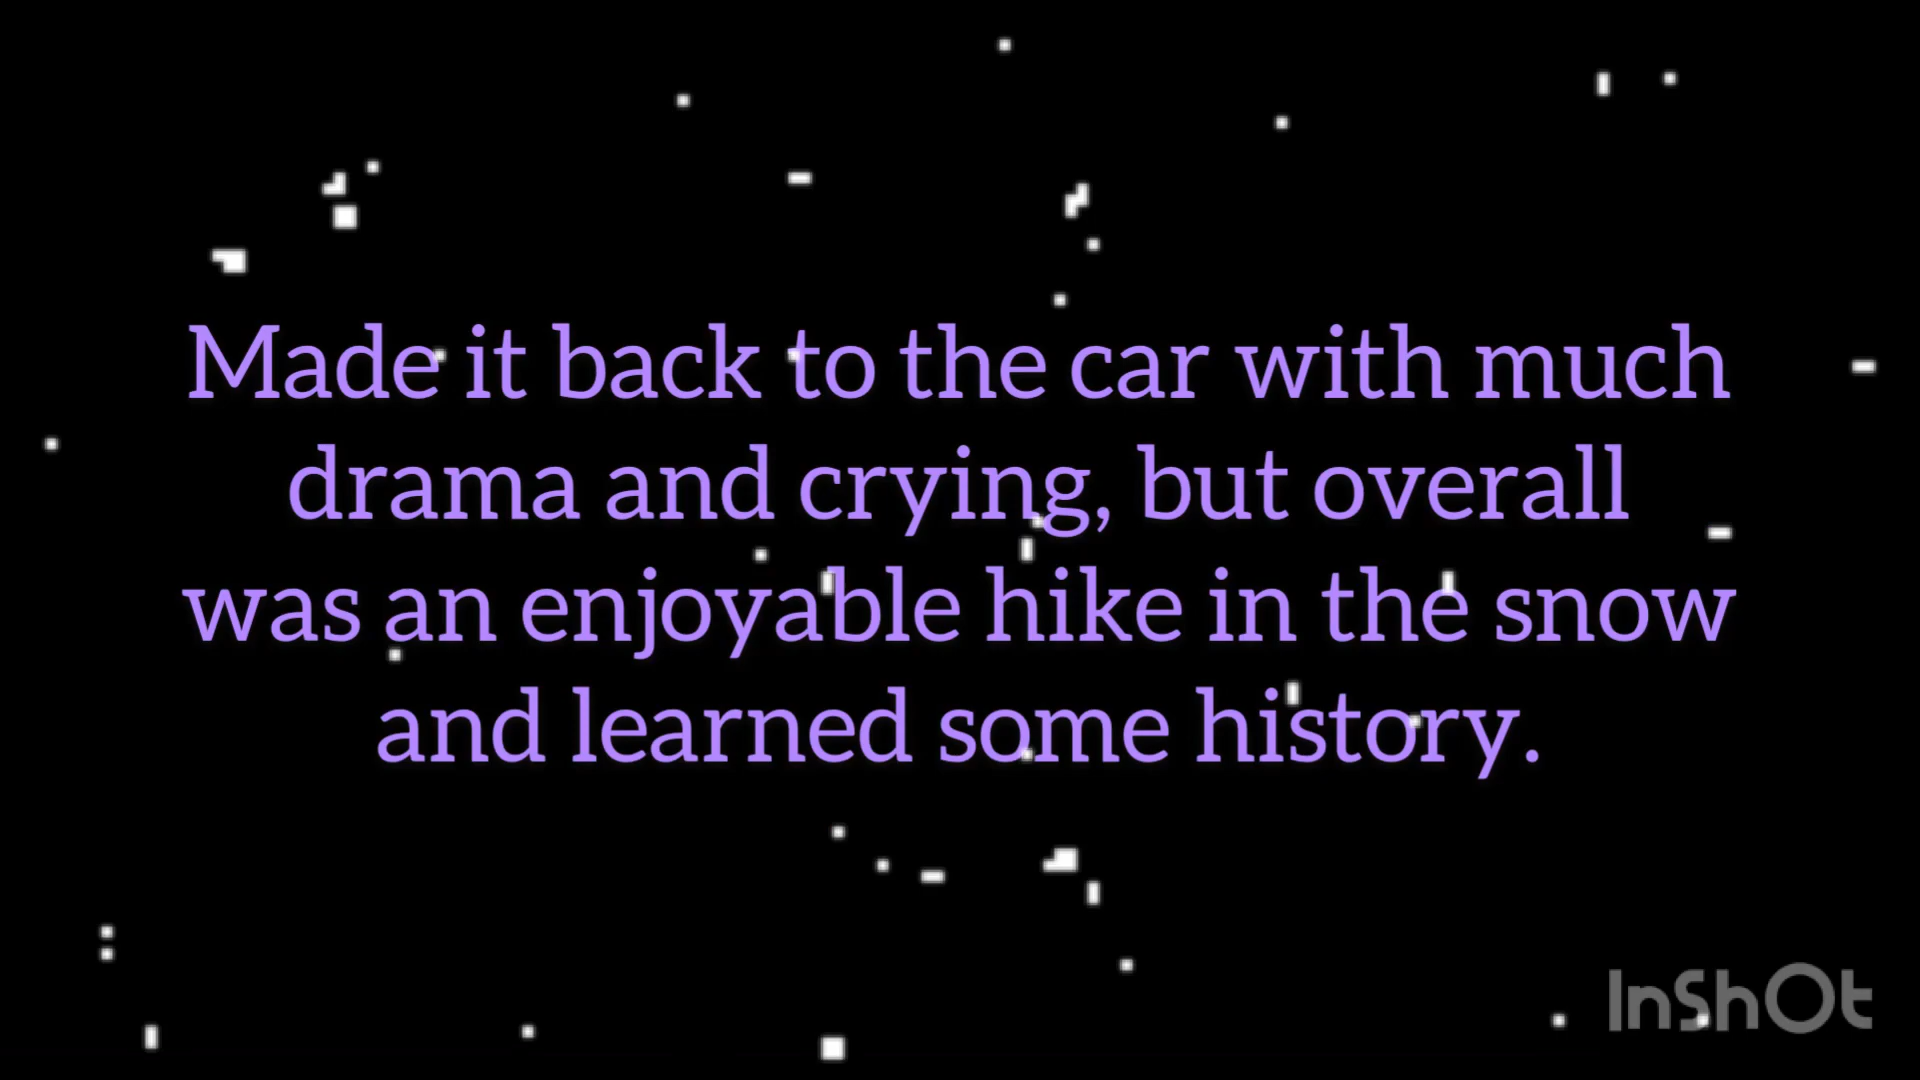 Made it back to the car with much
drama and crying, but overall
was an enjoyable hike in the snow
and learned some history.
InShOt